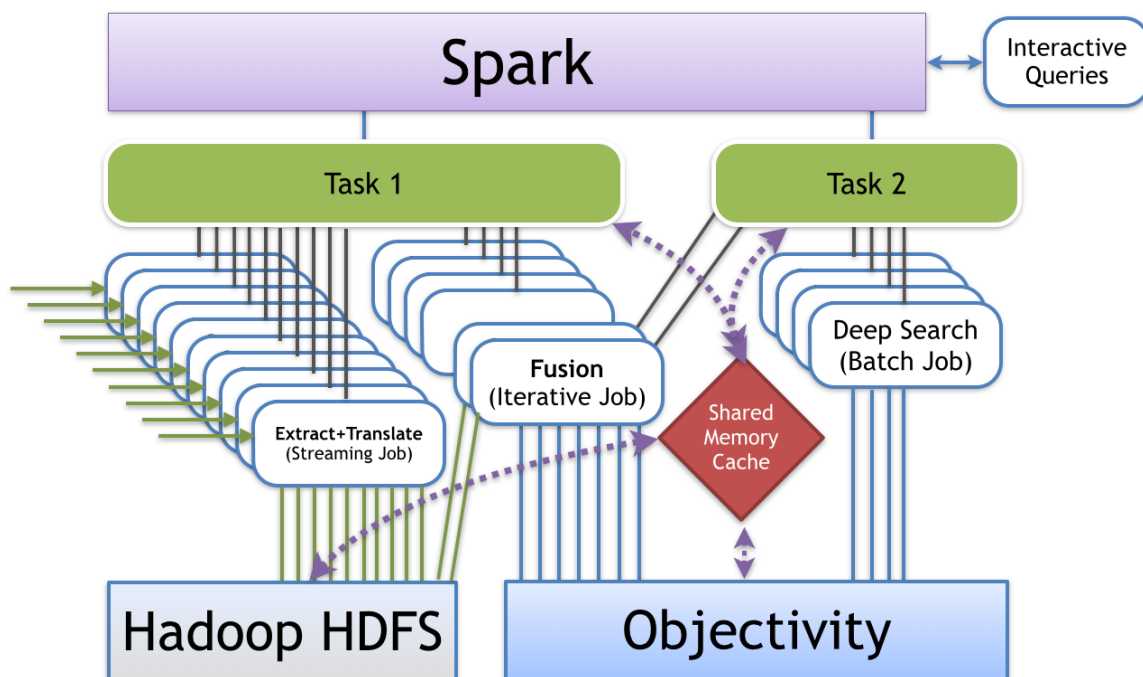 Spark
Interactive
Queries
Task 1
Task 2
Deep Search
(Batch Job)
Fusion
(Iterative Job)
Shared
Memory
Cache
Extract+Translate
(Streaming Job)
Hadoop HDFS
Objectivity